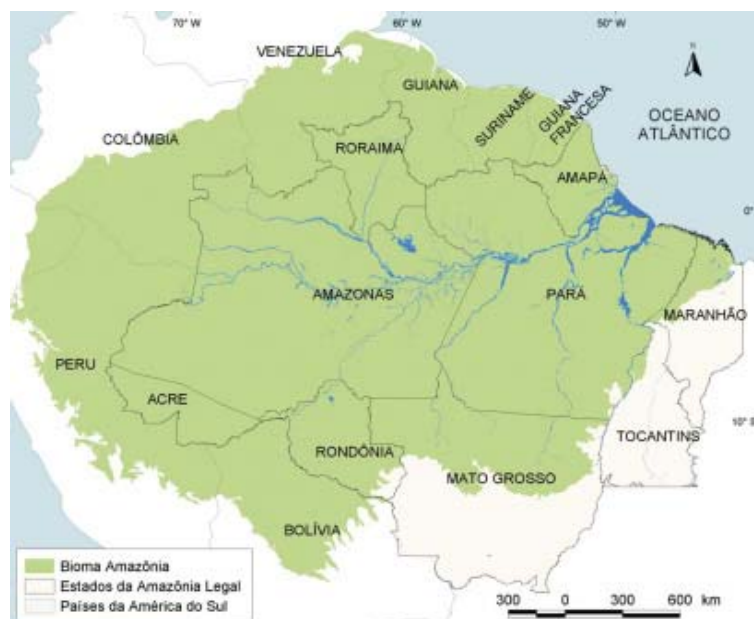 70° W
60° W
50° W
N
VENEZUELA
GUIANA
SURINAME
GUIANA
FRANCESA
OCEANO
ATLÂNTICO
COLÔMBIA
RORAIMA
AMAPÁ
0°
AMAZONAS
PARÁ
MARANHÃO
PERU
ACRE
10° S
RONDÔNIA
TOCANTINS
MATO GROSSO
BOLÍVIA
Bioma Amazônia
Estados da Amazônia Legal
Países da América do Sul
300 0 300 600 km